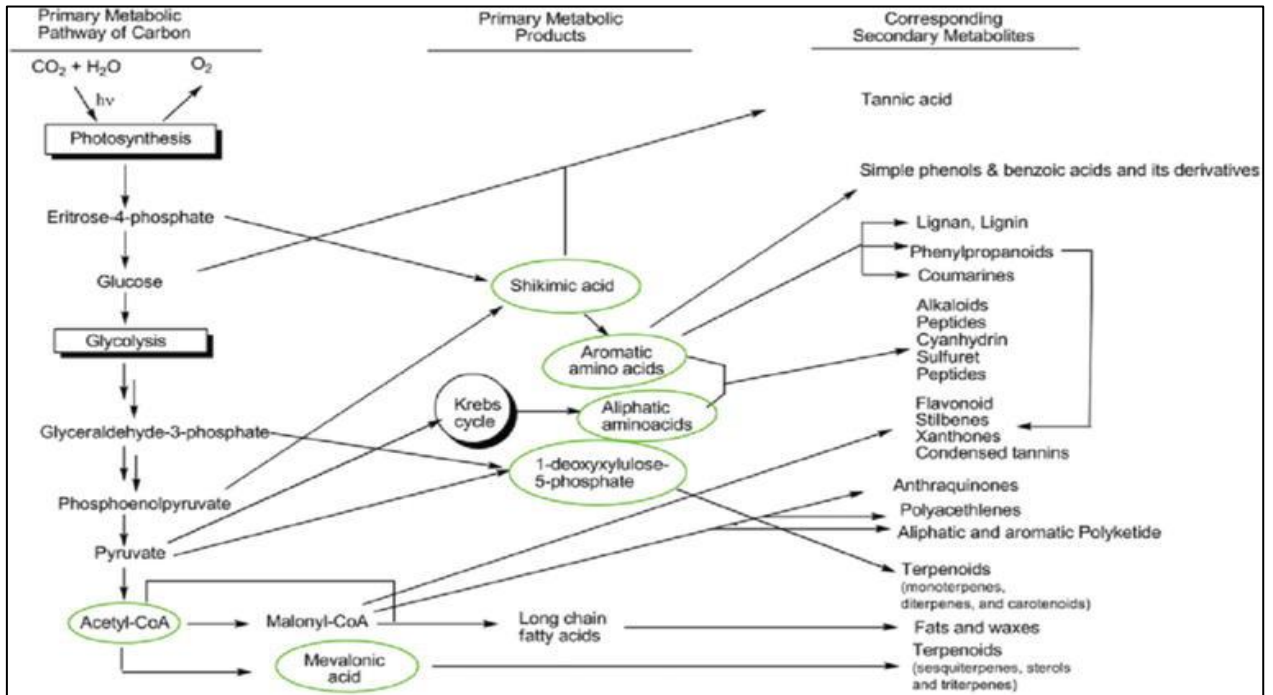 Primary Metabolic
Pathway of Carbon
Primary Metabolic
Products
Corresponding
Secondary Metabolites
CO₂ + H₂O
O₂
hν
Photosynthesis
Eritrose-4-phosphate
Glucose
Glycolysis
Glyceraldehyde-3-phosphate
Phosphoenolpyruvate
Pyruvate
Acetyl-CoA
Malonyl-CoA
Mevalonic
acid
Krebs
cycle
Shikimic acid
Aromatic
amino acids
Aliphatic
aminoacids
1-deoxyxylulose-
5-phosphate
Long chain
fatty acids
Tannic acid
Simple phenols & benzoic acids and its derivatives
Lignan, Lignin
Phenylpropanoids
Coumarines
Alkaloids
Peptides
Cyanhydrin
Sulfuret
Peptides
Flavonoid
Stilbenes
Xanthones
Condensed tannins
Anthraquinones
Polyacethlenes
Aliphatic and aromatic Polyketide
Terpenoids
(monoterpenes,
diterpenes, and carotenoids)
Fats and waxes
Terpenoids
(sesquiterpenes, sterols
and triterpenes)